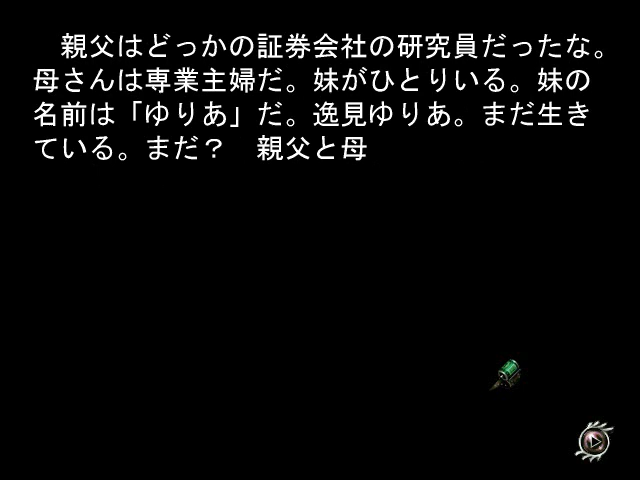 親父はどっかの証券会社の研究員だったな。
母さんは専業主婦だ。妹がひとりいる。妹の
名前は「ゆりあ」だ。逸見ゆりあ。まだ生き
ている。まだ？　親父と母